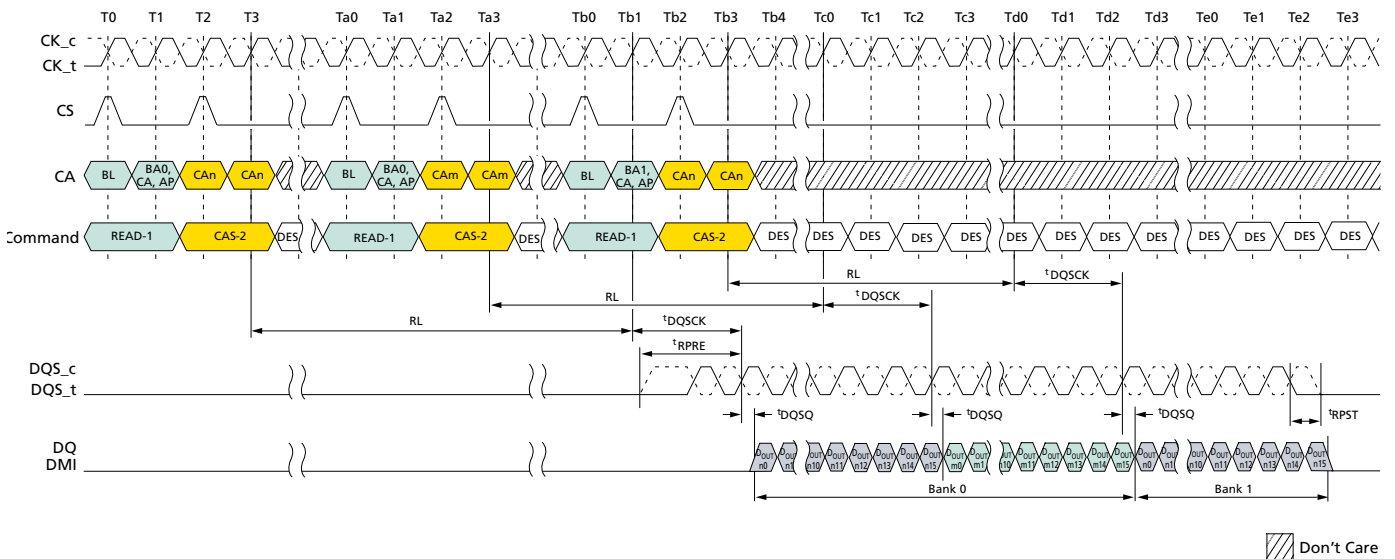 T0 T1 T2 T3 Ta0 Ta1 Ta2 Ta3 Tb0 Tb1 Tb2 Tb3 Tb4 Tc0 Tc1 Tc2 Tc3 Td0 Td1 Td2 Td3 Te0 Te1 Te2 Te3
CK_c
CK_t
CS
CA BL BA0, CA, AP CAn CAn BL BA0, CA, AP CAm CAm BL BA1, CA, AP CAn CAn
Command READ-1 CAS-2 DES READ-1 CAS-2 DES READ-1 CAS-2 DES DES DES DES DES DES DES DES DES DES DES DES DES
RL tDQSCK
RL tDQSCK
RL tDQSCK
tRPRE
DQS_c
DQS_t
tDQSQ tDQSQ tDQSQ tRPST
DQ
DMI
DOUT n0 DOUT n1 DOUT n10 DOUT n11 DOUT n12 DOUT n13 DOUT n14 DOUT n15 DOUT m0 DOUT m1 DOUT m10 DOUT m11 DOUT m12 DOUT m13 DOUT m14 DOUT m15 DOUT n0 DOUT n1 DOUT n10 DOUT n11 DOUT n12 DOUT n13 DOUT n14 DOUT n15
Bank 0 Bank 1
Don't Care